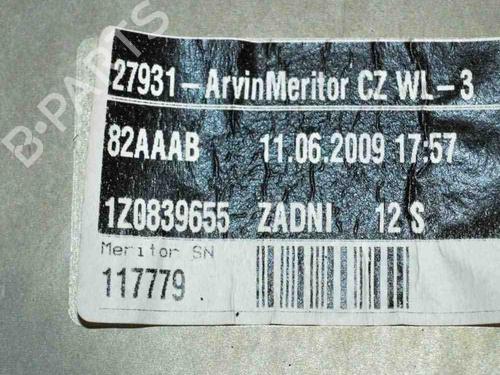 27931-ArvinMeritor CZ WL-3
82AAAB 11.06.2009 17:57
1Z0839655 ZADNI 12 S
Meritor SN
117779
B-PARTS